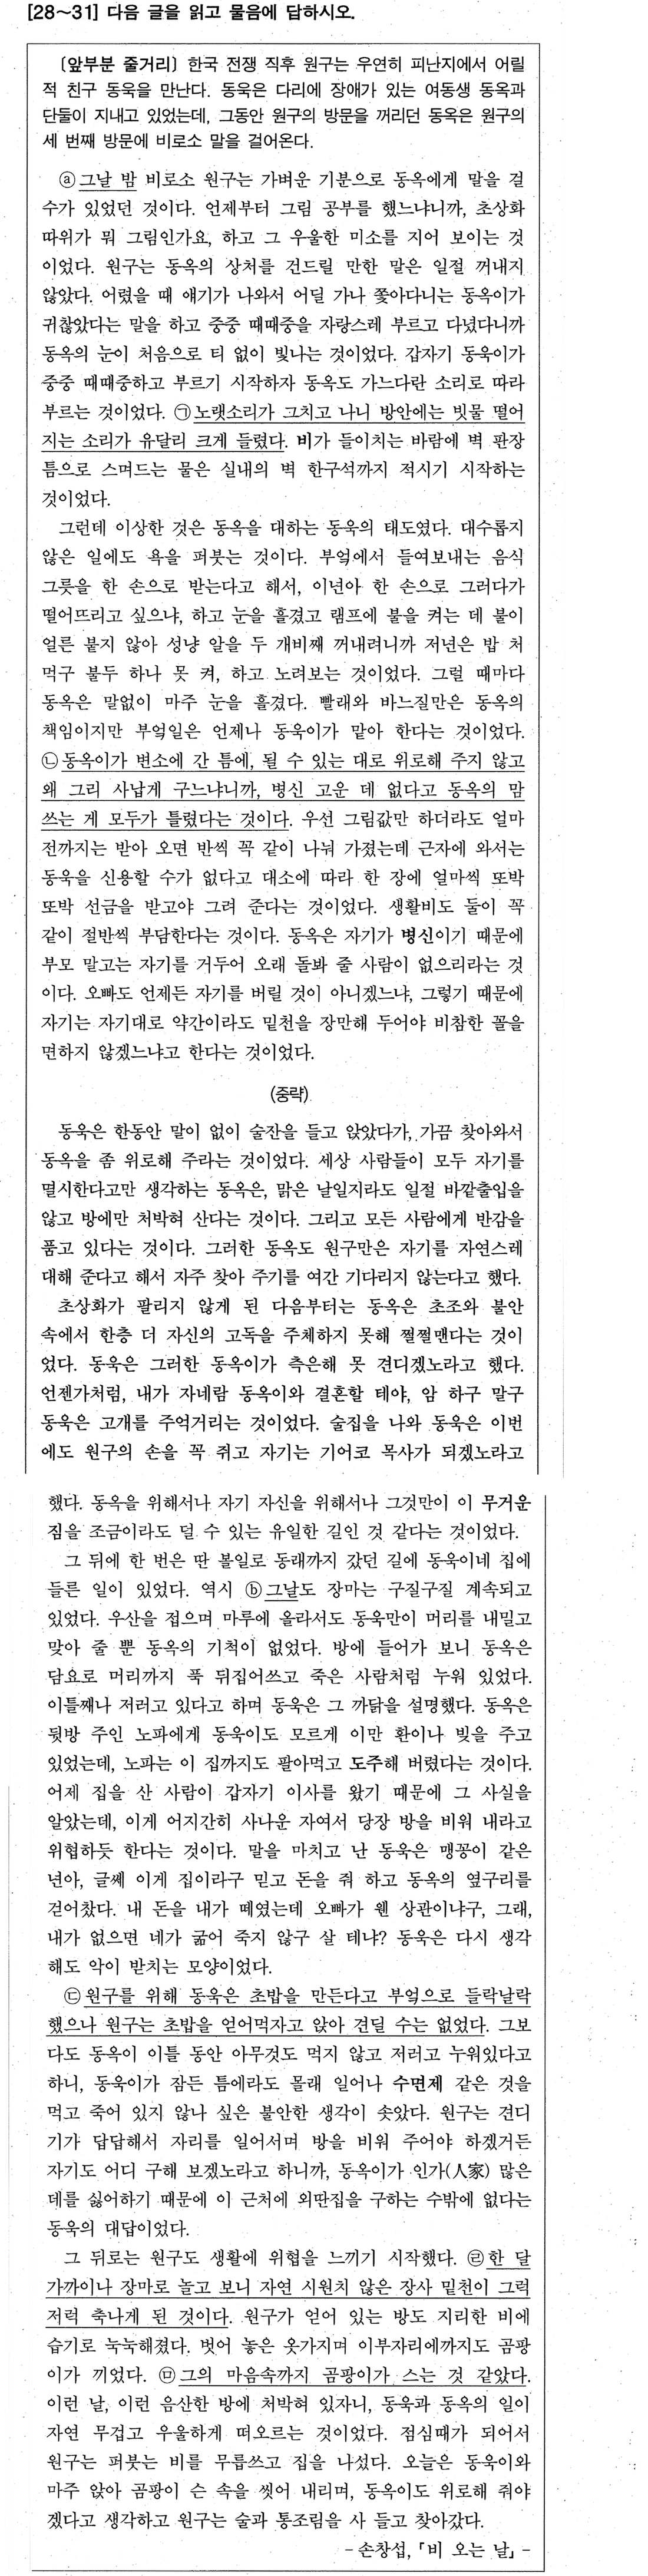 [28~31] 다음 글을 읽고 물음에 답하시오.
〔앞부분 줄거리〕 한국 전쟁 직후 원구는 우연히 피난지에서 어릴
적 친구 동욱을 만난다. 동욱은 다리에 장애가 있는 여동생 동옥과
단둘이 지내고 있었는데, 그동안 원구의 방문을 꺼리던 동옥은 원구의
세 번째 방문에 비로소 말을 걸어온다.
ⓐ그날 밤 비로소 원구는 가벼운 기분으로 동옥에게 말을 걸
수가 있었던 것이다. 언제부터 그림 공부를 했느냐니까, 초상화
따위가 뭐 그림인가요, 하고 그 우울한 미소를 지어 보이는 것
이었다. 원구는 동옥의 상처를 건드릴 만한 말은 일절 꺼내지
않았다. 어렸을 때 얘기가 나와서 어딜 가나 쫓아다니는 동옥이가
귀찮았다는 말을 하고 중중 때때중을 자랑스레 부르고 다녔다니까
동옥의 눈이 처음으로 티 없이 빛나는 것이었다. 갑자기 동욱이가
중중 때때중하고 부르기 시작하자 동옥도 가느다란 소리로 따라
부르는 것이었다. ㉠노랫소리가 그치고 나니 방안에는 빗물 떨어
지는 소리가 유달리 크게 들렸다. 비가 들이치는 바람에 벽 판장
틈으로 스며드는 물은 실내의 벽 한구석까지 적시기 시작하는
것이었다.
그런데 이상한 것은 동옥을 대하는 동욱의 태도였다. 대수롭지
않은 일에도 욕을 퍼붓는 것이다. 부엌에서 들여보내는 음식
그릇을 한 손으로 받는다고 해서, 이년아 한 손으로 그러다가
떨어뜨리고 싶으냐, 하고 눈을 흘겼고 램프에 불을 켜는 데 불이
얼른 붙지 않아 성냥 알을 두 개비째 꺼내려니까 저년은 밥 처
먹구 불두 하나 못 켜, 하고 노려보는 것이었다. 그럴 때마다
동옥은 말없이 마주 눈을 흘겼다. 빨래와 바느질만은 동옥의
책임이지만 부엌일은 언제나 동욱이가 맡아 한다는 것이었다.
㉡동옥이가 변소에 간 틈에, 될 수 있는 대로 위로해 주지 않고
왜 그리 사납게 구느냐니까, 병신 고운 데 없다고 동옥의 맘
쓰는 게 모두가 틀렸다는 것이다. 우선 그림값만 하더라도 얼마
전까지는 받아 오면 반씩 꼭 같이 나눠 가졌는데 근자에 와서는
동욱을 신용할 수가 없다고 대소에 따라 한 장에 얼마씩 또박
또박 선금을 받고야 그려 준다는 것이었다. 생활비도 둘이 꼭
같이 절반씩 부담한다는 것이다. 동옥은 자기가 병신이기 때문에
부모 말고는 자기를 거두어 오래 돌봐 줄 사람이 없으리라는 것
이다. 오빠도 언제든 자기를 버릴 것이 아니겠느냐, 그렇기 때문에
자기는 자기대로 약간이라도 밑천을 장만해 두어야 비참한 꼴을
면하지 않겠느냐고 한다는 것이었다.
(중략)
동욱은 한동안 말이 없이 술잔을 들고 앉았다가, 가끔 찾아와서
동옥을 좀 위로해 주라는 것이었다. 세상 사람들이 모두 자기를
멸시한다고만 생각하는 동옥은, 맑은 날일지라도 일절 바깥출입을
않고 방에만 처박혀 산다는 것이다. 그리고 모든 사람에게 반감을
품고 있다는 것이다. 그러한 동옥도 원구만은 자기를 자연스레
대해 준다고 해서 자주 찾아 주기를 여간 기다리지 않는다고 했다.
초상화가 팔리지 않게 된 다음부터는 동옥은 초조와 불안
속에서 한층 더 자신의 고독을 주체하지 못해 쩔쩔맨다는 것이
었다. 동욱은 그러한 동옥이가 측은해 못 견디겠노라고 했다.
언젠가처럼, 내가 자네람 동옥이와 결혼할 테야, 암 하구 말구
동욱은 고개를 주억거리는 것이었다. 술집을 나와 동욱은 이번
에도 원구의 손을 꼭 쥐고 자기는 기어코 목사가 되겠노라고
했다. 동옥을 위해서나 자기 자신을 위해서나 그것만이 이 무거운
짐을 조금이라도 덜 수 있는 유일한 길인 것 같다는 것이었다.
그 뒤에 한 번은 딴 볼일로 동래까지 갔던 길에 동욱이네 집에
들른 일이 있었다. 역시 ⓑ그날도 장마는 구질구질 계속되고
있었다. 우산을 접으며 마루에 올라서도 동욱만이 머리를 내밀고
맞아 줄 뿐 동옥의 기척이 없었다. 방에 들어가 보니 동옥은
담요로 머리까지 푹 뒤집어쓰고 죽은 사람처럼 누워 있었다.
이틀째나 저러고 있다고 하며 동욱은 그 까닭을 설명했다. 동옥은
뒷방 주인 노파에게 동욱이도 모르게 이만 환이나 빚을 주고
있었는데, 노파는 이 집까지도 팔아먹고 도주해 버렸다는 것이다.
어제 집을 산 사람이 갑자기 이사를 왔기 때문에 그 사실을
알았는데, 이게 어지간히 사나운 자여서 당장 방을 비워 내라고
위협하듯 한다는 것이다. 말을 마치고 난 동욱은 맹꽁이 같은
년아, 글쎄 이게 집이라구 믿고 돈을 줘 하고 동옥의 옆구리를
걷어찼다. 내 돈을 내가 떼였는데 오빠가 웬 상관이냐구, 그래,
내가 없으면 네가 굶어 죽지 않구 살 테냐? 동욱은 다시 생각
해도 악이 받치는 모양이었다.
㉢원구를 위해 동욱은 초밥을 만든다고 부엌으로 들락날락
했으나 원구는 초밥을 얻어먹자고 앉아 견딜 수는 없었다. 그보
다도 동옥이 이틀 동안 아무것도 먹지 않고 저러고 누워있다고
하니, 동욱이가 잠든 틈에라도 몰래 일어나 수면제 같은 것을
먹고 죽어 있지 않나 싶은 불안한 생각이 솟았다. 원구는 견디
기가 답답해서 자리를 일어서며 방을 비워 주어야 하겠거든
자기도 어디 구해 보겠노라고 하니까, 동옥이가 인가(人家) 많은
데를 싫어하기 때문에 이 근처에 외딴집을 구하는 수밖에 없다는
동욱의 대답이었다.
그 뒤로는 원구도 생활에 위협을 느끼기 시작했다. ㉣한 달
가까이나 장마로 놀고 보니 자연 시원치 않은 장사 밑천이 그럭
저럭 축나게 된 것이다. 원구가 얻어 있는 방도 지리한 비에
습기로 눅눅해졌다. 벗어 놓은 옷가지며 이부자리에까지도 곰팡
이가 끼었다. ㉤그의 마음속까지 곰팡이가 스는 것 같았다.
이런 날, 이런 음산한 방에 처박혀 있자니, 동욱과 동옥의 일이
자연 무겁고 우울하게 떠오르는 것이었다. 점심때가 되어서
원구는 퍼붓는 비를 무릅쓰고 집을 나섰다. 오늘은 동욱이와
마주 앉아 곰팡이 슨 속을 씻어 내리며, 동옥이도 위로해 줘야
겠다고 생각하고 원구는 술과 통조림을 사 들고 찾아갔다.
- 손창섭, 「비 오는 날」 -